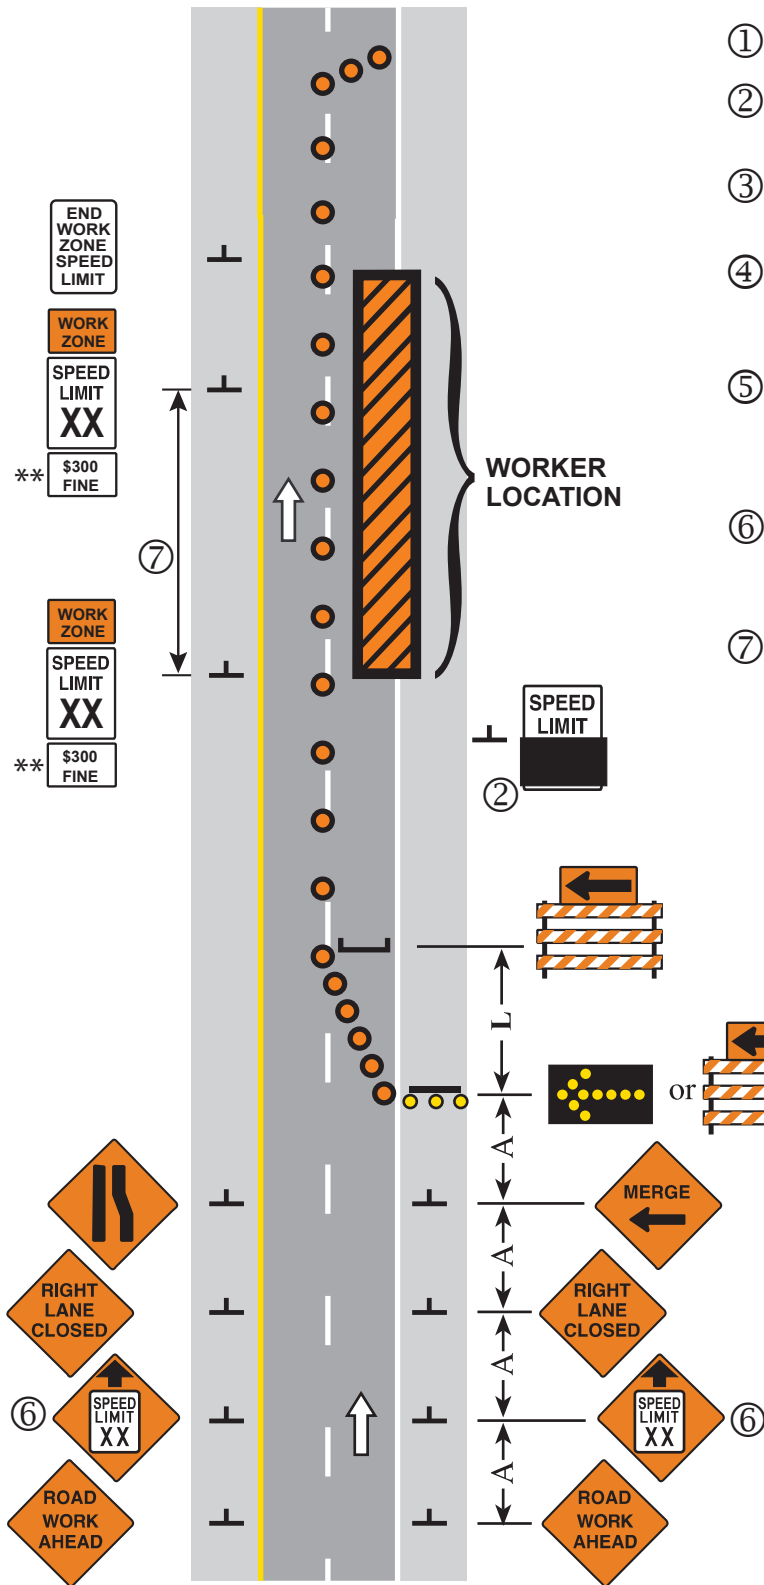 ①
②
③
④
⑤
⑥
⑦
END
WORK
ZONE
SPEED
LIMIT
WORK
ZONE
SPEED
LIMIT
XX
** $300
FINE
⑦
WORKER
LOCATION
WORK
ZONE
SPEED
LIMIT
XX
** $300
FINE
SPEED
LIMIT
②
L
or
A
MERGE
A
RIGHT
LANE
CLOSED
RIGHT
LANE
CLOSED
A
⑥ SPEED
LIMIT
XX
SPEED
LIMIT
XX ⑥
A
ROAD
WORK
AHEAD
ROAD
WORK
AHEAD